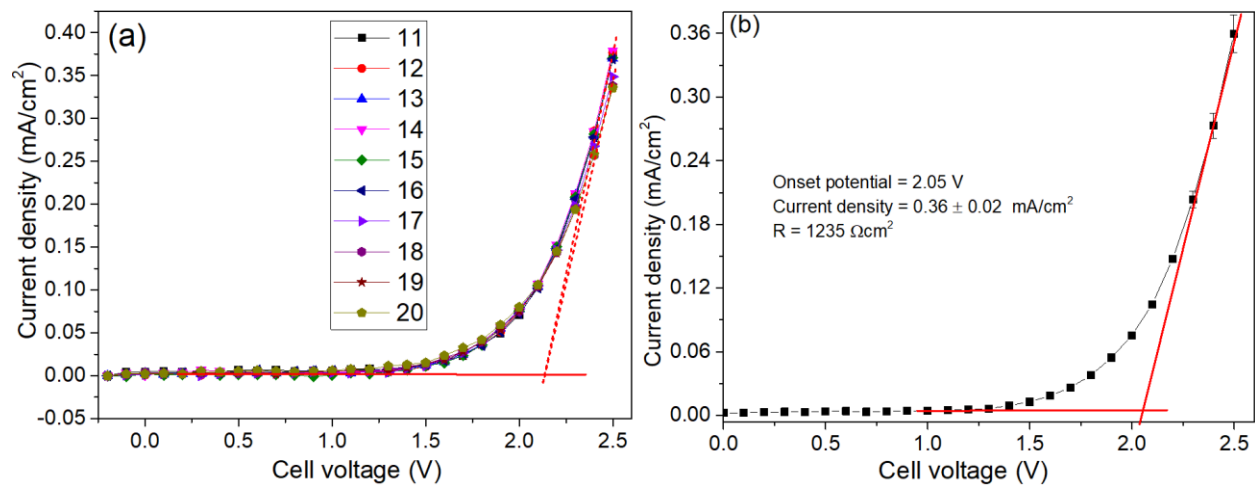 (a)
Current density (mA/cm²)
0.40
0.35
0.30
0.25
0.20
0.15
0.10
0.05
0.00
-0.05
0.0 0.5 1.0 1.5 2.0 2.5
Cell voltage (V)
11
12
13
14
15
16
17
18
19
20
(b)
Current density (mA/cm²)
0.36
0.30
0.24
0.18
0.12
0.06
0.00
0.0 0.5 1.0 1.5 2.0 2.5
Cell voltage (V)
Onset potential = 2.05 V
Current density = 0.36 ± 0.02 mA/cm²
R = 1235 Ωcm²